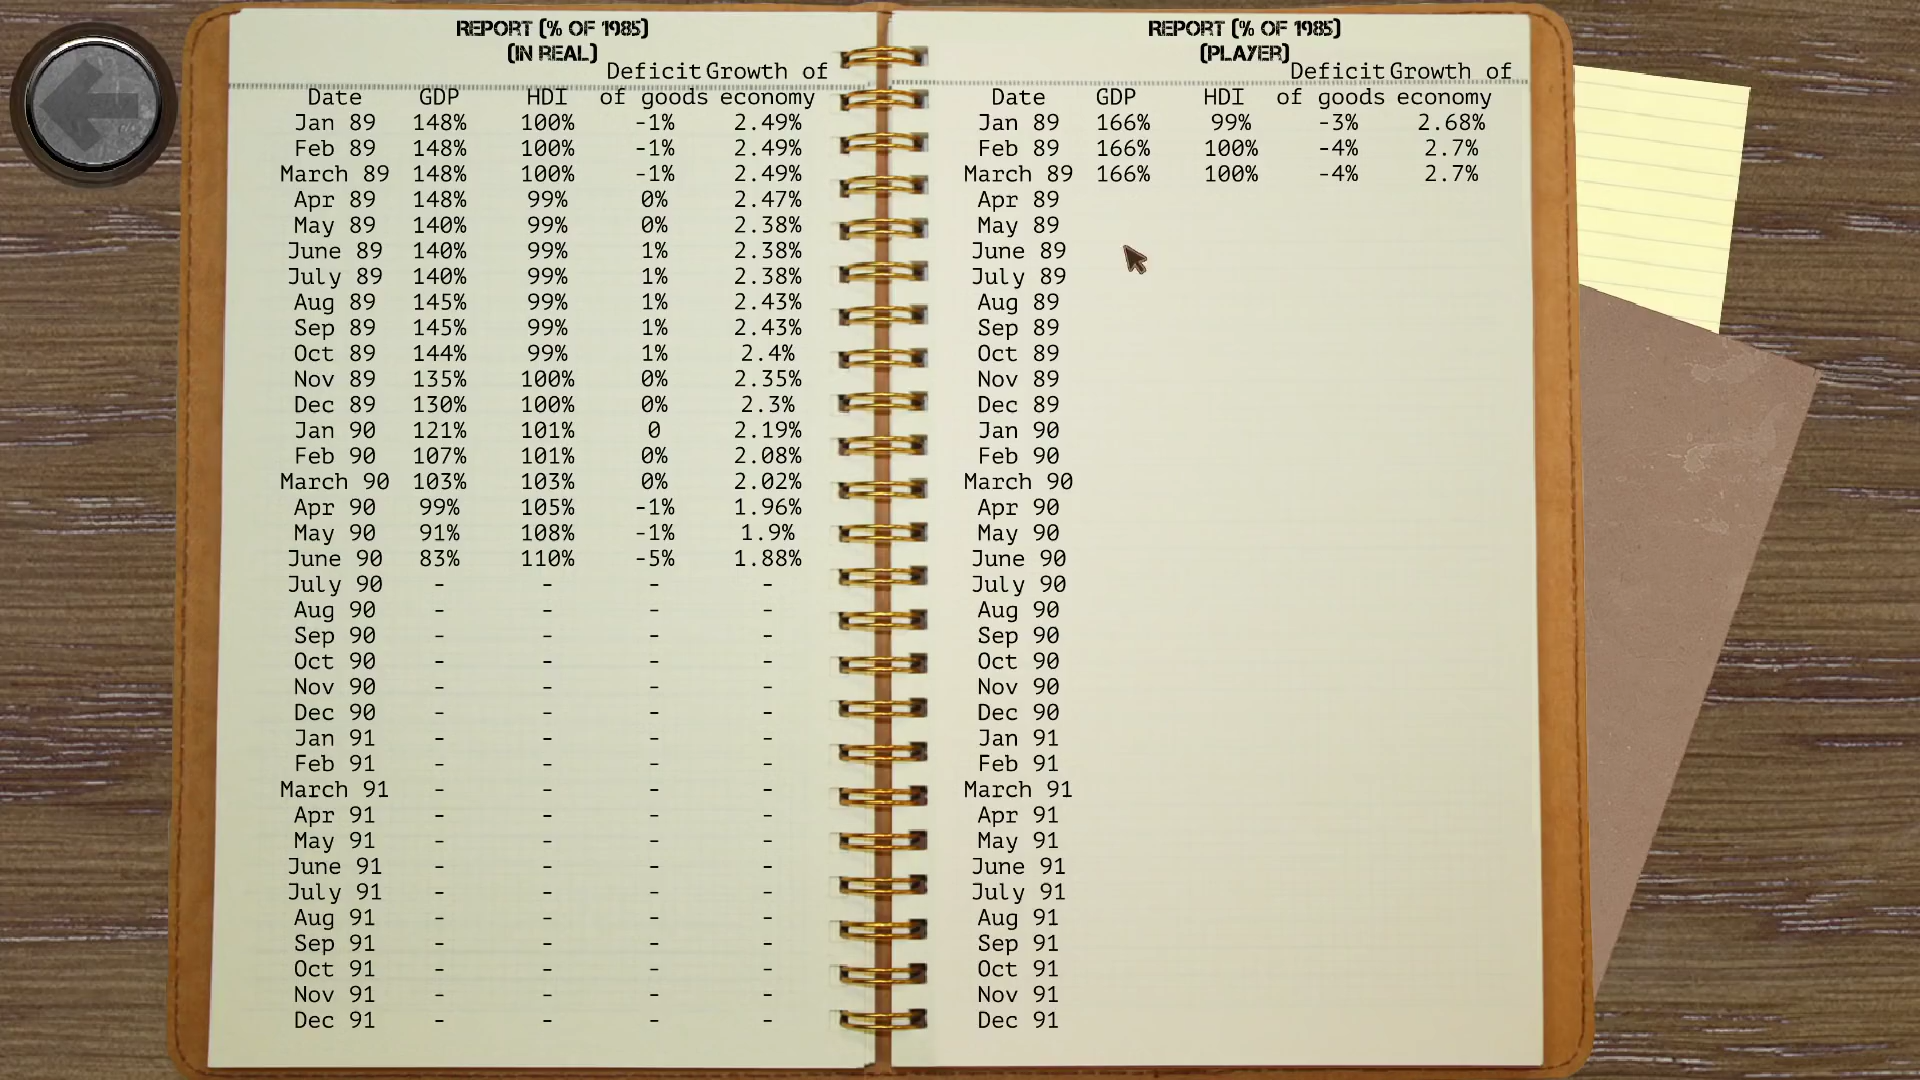 REPORT (% OF 1985)
(IN REAL)
Date GDP HDI Deficit of goods Growth of economy
Jan 89 148% 100% -1% 2.49%
Feb 89 148% 100% -1% 2.49%
March 89 148% 100% -1% 2.49%
Apr 89 148% 99% 0% 2.47%
May 89 140% 99% 0% 2.38%
June 89 140% 99% 1% 2.38%
July 89 140% 99% 1% 2.38%
Aug 89 145% 99% 1% 2.43%
Sep 89 145% 99% 1% 2.43%
Oct 89 144% 99% 1% 2.4%
Nov 89 135% 100% 0% 2.35%
Dec 89 130% 100% 0% 2.3%
Jan 90 121% 101% 0 2.19%
Feb 90 107% 101% 0% 2.08%
March 90 103% 103% 0% 2.02%
Apr 90 99% 105% -1% 1.96%
May 90 91% 108% -1% 1.9%
June 90 83% 110% -5% 1.88%
July 90 - - - -
Aug 90 - - - -
Sep 90 - - - -
Oct 90 - - - -
Nov 90 - - - -
Dec 90 - - - -
Jan 91 - - - -
Feb 91 - - - -
March 91 - - - -
Apr 91 - - - -
May 91 - - - -
June 91 - - - -
July 91 - - - -
Aug 91 - - - -
Sep 91 - - - -
Oct 91 - - - -
Nov 91 - - - -
Dec 91 - - - -
REPORT (% OF 1985)
(PLAYER)
Date GDP HDI Deficit of goods Growth of economy
Jan 89 166% 99% -3% 2.68%
Feb 89 166% 100% -4% 2.7%
March 89 166% 100% -4% 2.7%
Apr 89
May 89
June 89
July 89
Aug 89
Sep 89
Oct 89
Nov 89
Dec 89
Jan 90
Feb 90
March 90
Apr 90
May 90
June 90
July 90
Aug 90
Sep 90
Oct 90
Nov 90
Dec 90
Jan 91
Feb 91
March 91
Apr 91
May 91
June 91
July 91
Aug 91
Sep 91
Oct 91
Nov 91
Dec 91